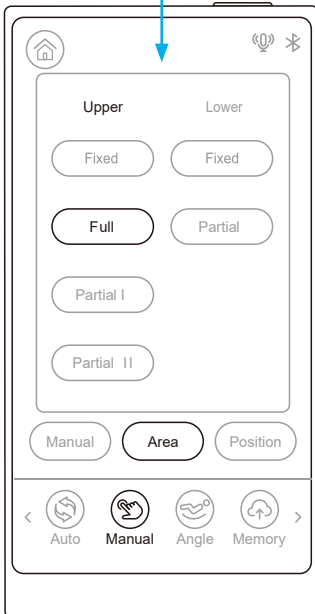 Upper Lower
Fixed Fixed
Full Partial
Partial I
Partial II
Manual Area Position
Auto Manual Angle Memory